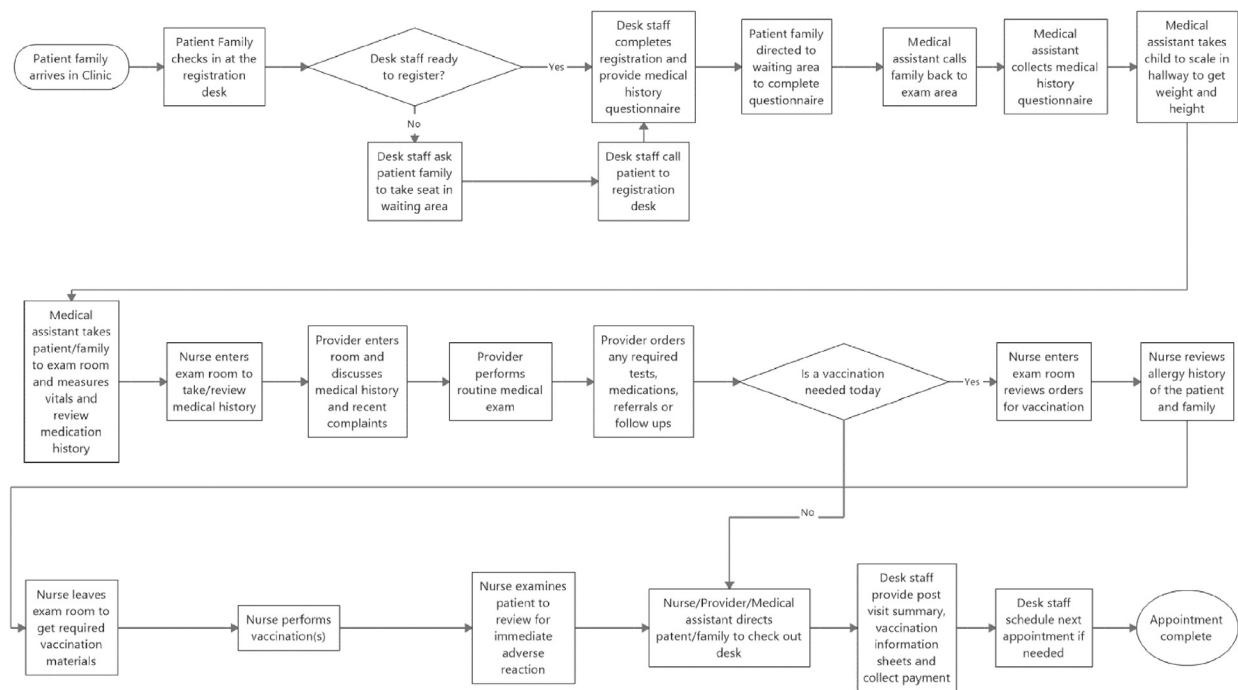 Patient family
arrives in Clinic
Patient Family
checks in at the
registration
desk
Desk staff ready
to register?
Yes
No
Desk staff ask
patient family
to take seat in
waiting area
Desk staff call
patient to
registration
desk
Desk staff
completes
registration and
provide medical
history
questionnaire
Patient family
directed to
waiting area
to complete
questionnaire
Medical
assistant calls
family back to
exam area
Medical
assistant
collects medical
history
questionnaire
Medical
assistant takes
child to scale in
hallway to get
weight and
height
Medical
assistant takes
patient/family
to exam room
and measures
vitals and
review
medication
history
Nurse enters
exam room to
take/review
medical history
Provider enters
room and
discusses
medical history
and recent
complaints
Provider
performs
routine medical
exam
Provider orders
any required
tests,
medications,
referrals or
follow ups
Is a vaccination
needed today
Yes
No
Nurse enters
exam room
reviews orders
for vaccination
Nurse reviews
allergy history
of the patient
and family
Nurse leaves
exam room to
get required
vaccination
materials
Nurse performs
vaccination(s)
Nurse examines
patient to
review for
immediate
adverse
reaction
Nurse/Provider/Medical
assistant directs
patent/family to check out
desk
Desk staff
provide post
visit summary,
vaccination
information
sheets and
collect payment
Desk staff
schedule next
appointment if
needed
Appointment
complete